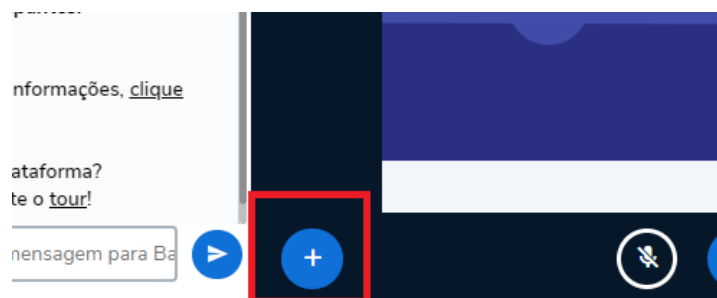 nformações, clique
ataforma?
te o tour!
mensagem para Ba